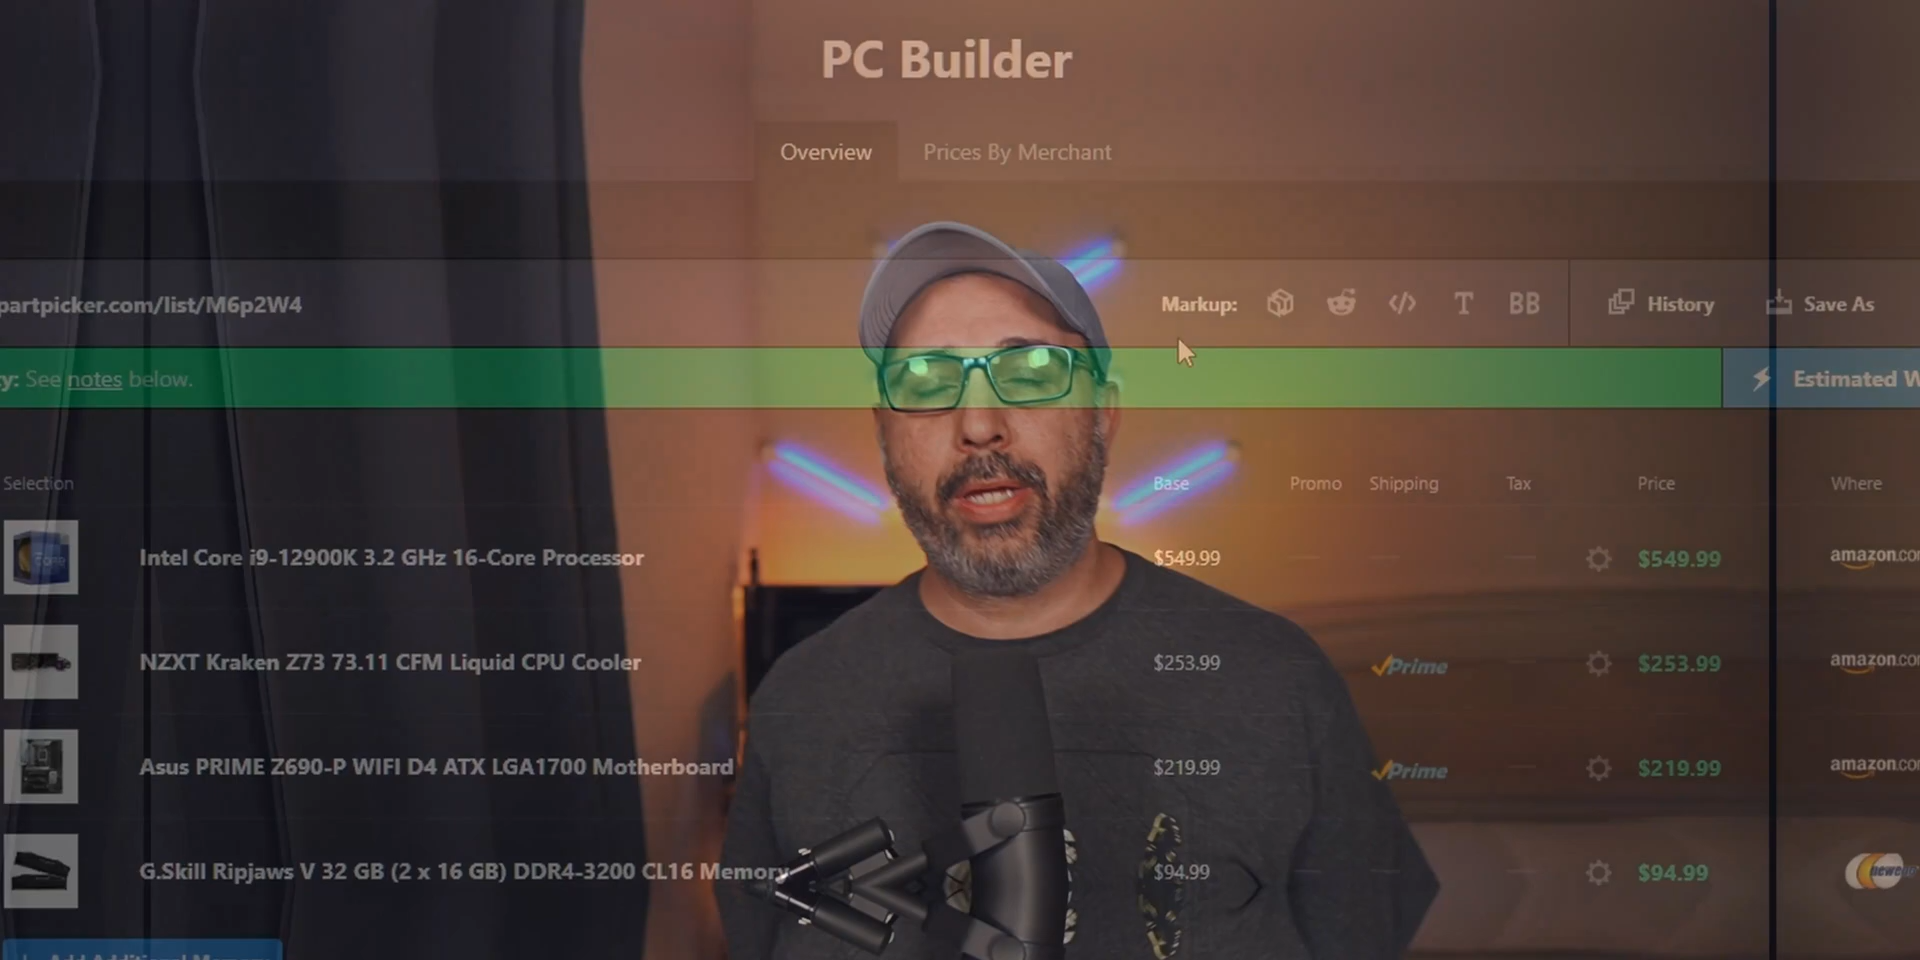 PC Builder
Overview Prices By Merchant
partpicker.com/list/M6p2W4 Markup: T BB History Save As
y: See notes below. Estimated W
Selection Base Promo Shipping Tax Price Where
Intel Core i9-12900K 3.2 GHz 16-Core Processor $549.99 $549.99 amazon.co
NZXT Kraken Z73 73.11 CFM Liquid CPU Cooler $253.99 Prime $253.99 amazon.co
Asus PRIME Z690-P WIFI D4 ATX LGA1700 Motherboard $219.99 Prime $219.99 amazon.co
G.Skill Ripjaws V 32 GB (2 x 16 GB) DDR4-3200 CL16 Memory $94.99 $94.99 newegg